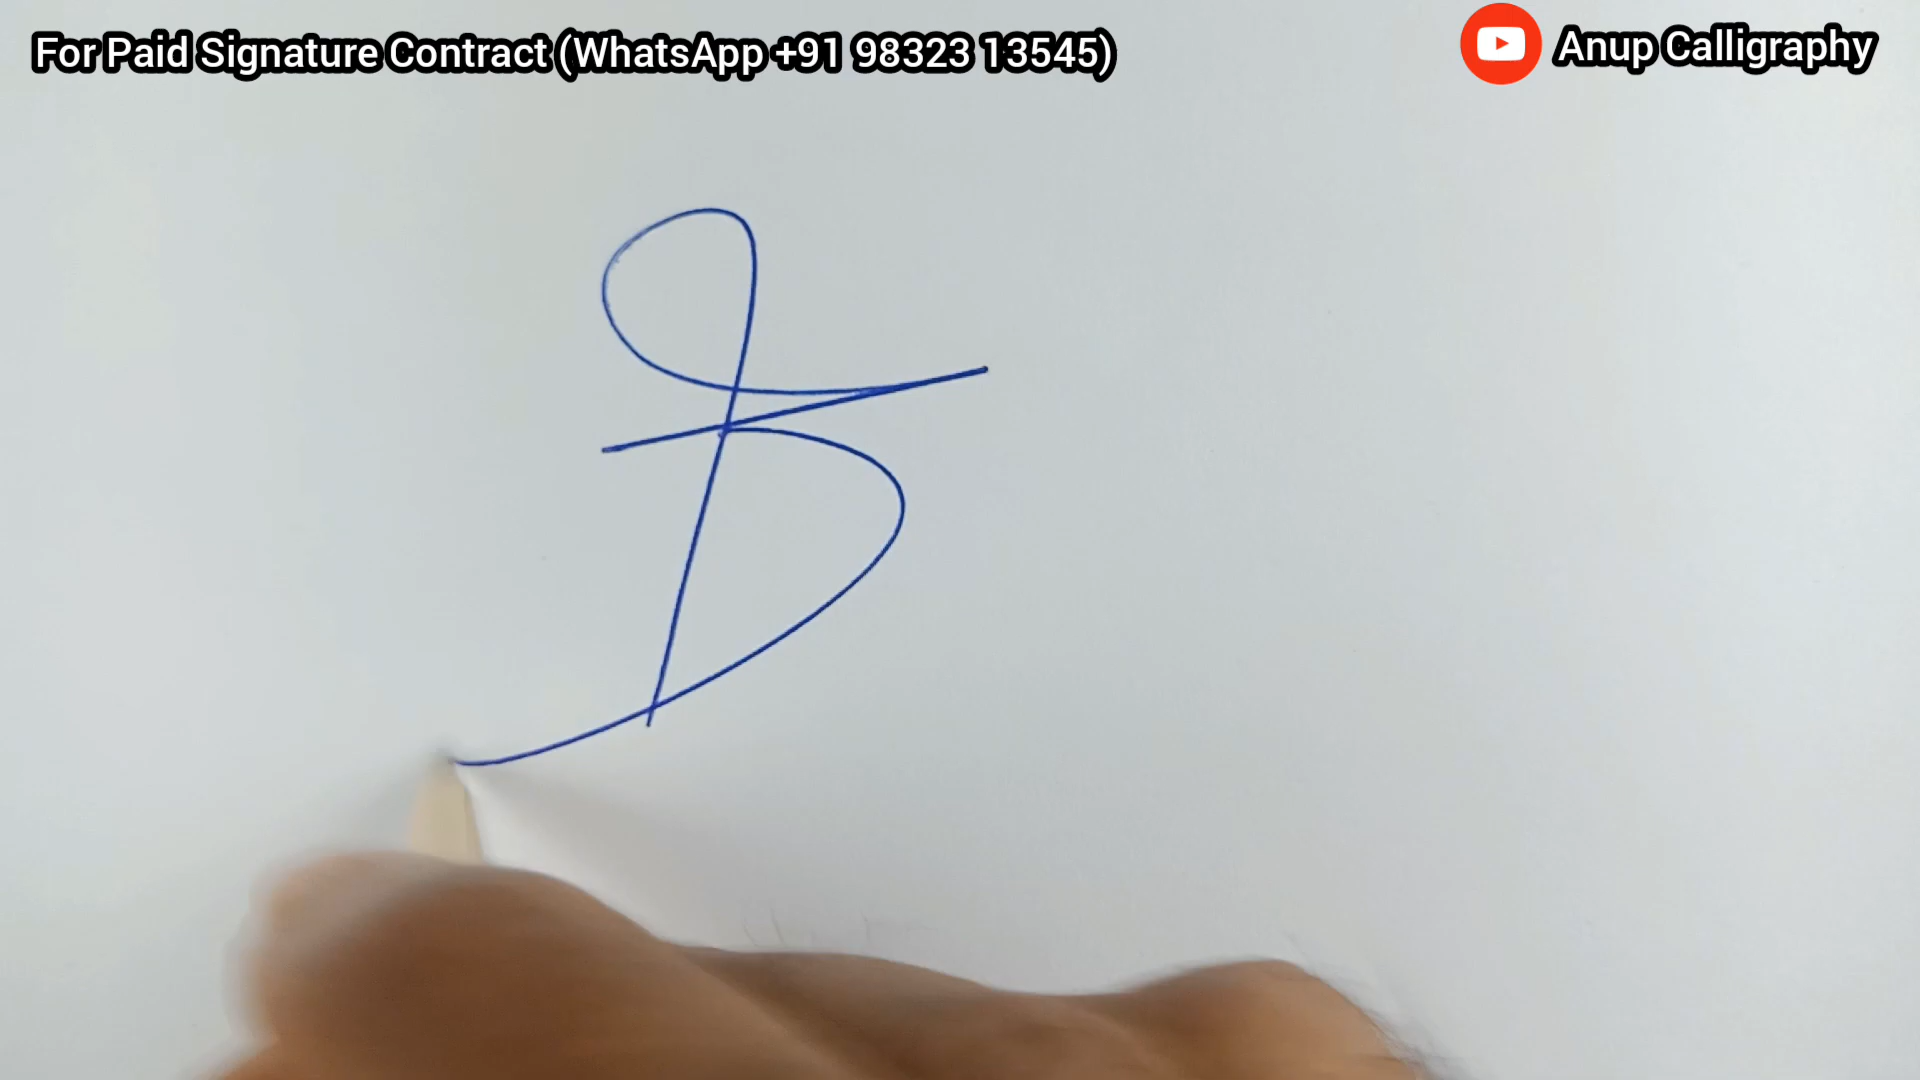 For Paid Signature Contract (WhatsApp +91 98323 13545)
Anup Calligraphy